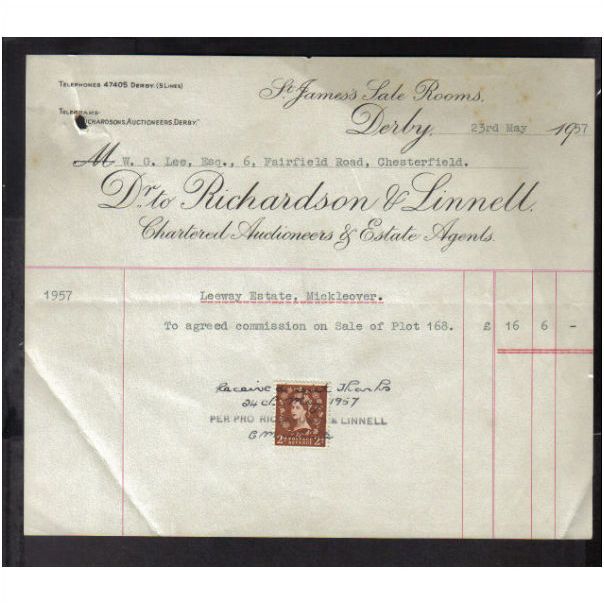 TELEPHONES 47405 DERBY. (5 LINES)
St. James's Sale Rooms,
TELEGRAMS:
"RICHARDSONS, AUCTIONEERS, DERBY."
Derby, 23rd May 1957
M W. G. Lee, Esq., 6, Fairfield Road, Chesterfield.
Dr. to Richardson & Linnell.
Chartered Auctioneers & Estate Agents.
1957 Leeway Estate, Mickleover.
To agreed commission on Sale of Plot 168. £ 16 6 -
Thanks
24 1957
PER PRO & LINNELL